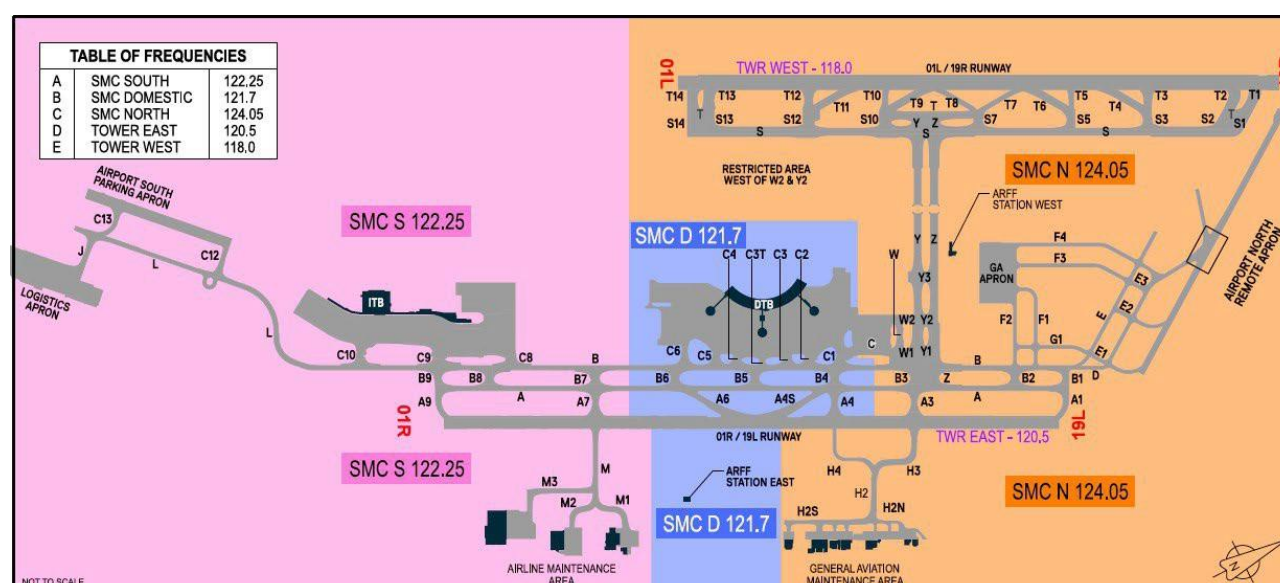 TABLE OF FREQUENCIES
A SMC SOUTH 122.25
B SMC DOMESTIC 121.7
C SMC NORTH 124.05
D TOWER EAST 120.5
E TOWER WEST 118.0
01L
TWR WEST - 118.0
01L / 19R RUNWAY
T14 T13 T12 T11 T10 T9 T T8 T7 T6 T5 T4 T3 T2 T1
T
T
S14 S13 S12 S10 Y Z S7 S5 S3 S2 S1
S
S
S
RESTRICTED AREA
WEST OF W2 & Y2
SMC N 124.05
ARFF
STATION WEST
AIRPORT SOUTH
PARKING APRON
C13
J
L
C12
LOGISTICS
APRON
L
SMC S 122.25
SMC D 121.7
C4 C3T C3 C2
W
Y
Z
Y3
GA
APRON
F4
F3
E3
E
E2
AIRPORT NORTH
REMOTE APRON
ITB
DTB
W2
Y2
F2
F1
G1
E1
C10
C9
C8
B
C6
C5
C1
C
W1
Y1
B
D
B9
B8
B7
B6
B5
B4
B3
Z
B2
B1
A9
A
A7
A6
A4S
A4
A3
A
A1
01R
19L
01R / 19L RUNWAY
TWR EAST - 120.5
SMC S 122.25
M
M3
M2
M1
ARFF
STATION EAST
SMC D 121.7
H4
H3
H2
H2S
H2N
SMC N 124.05
AIRLINE MAINTENANCE
AREA
GENERAL AVIATION
MAINTENANCE AREA
NOT TO SCALE